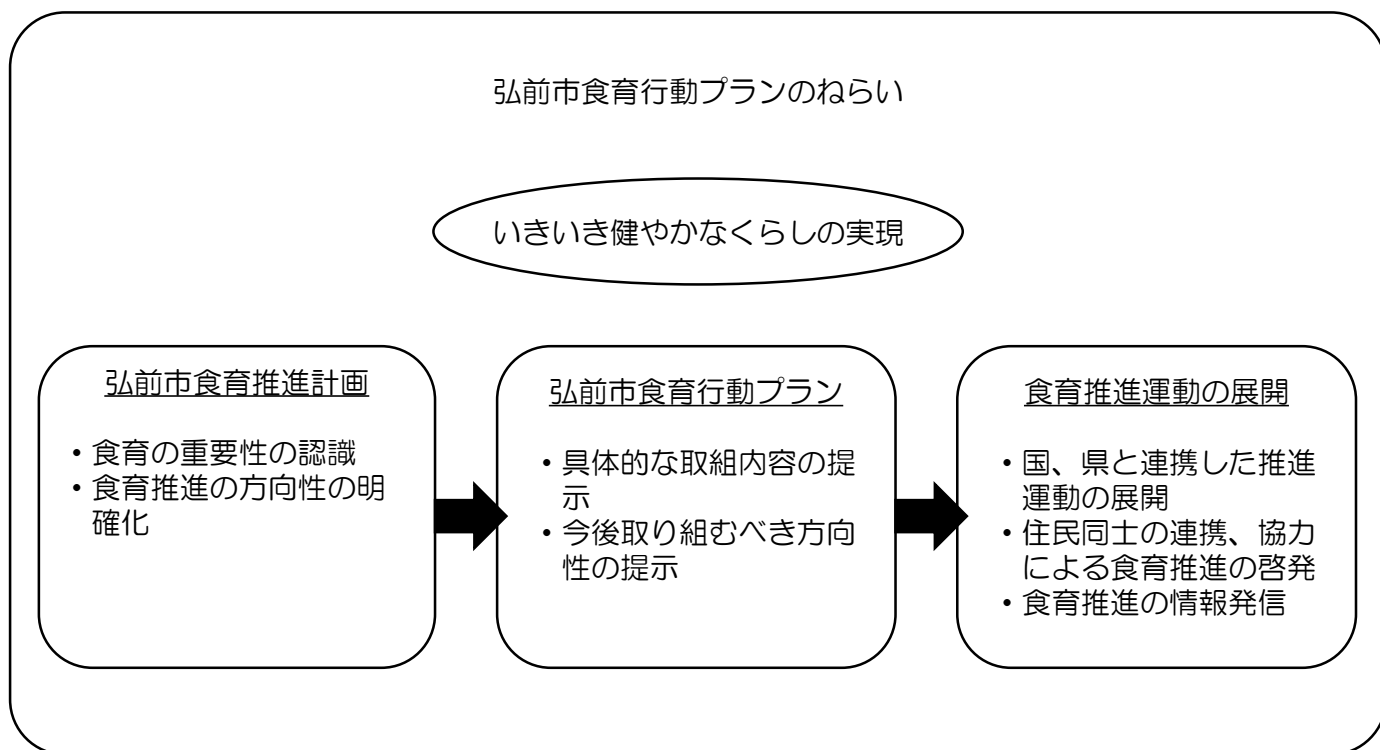 弘前市食育行動プランのねらい
いきいき健やかなくらしの実現
弘前市食育推進計画
・食育の重要性の認識
・食育推進の方向性の明
確化
弘前市食育行動プラン
・具体的な取組内容の提
示
・今後取り組むべき方向
性の提示
食育推進運動の展開
・国、県と連携した推進
運動の展開
・住民同士の連携、協力
による食育推進の啓発
・食育推進の情報発信